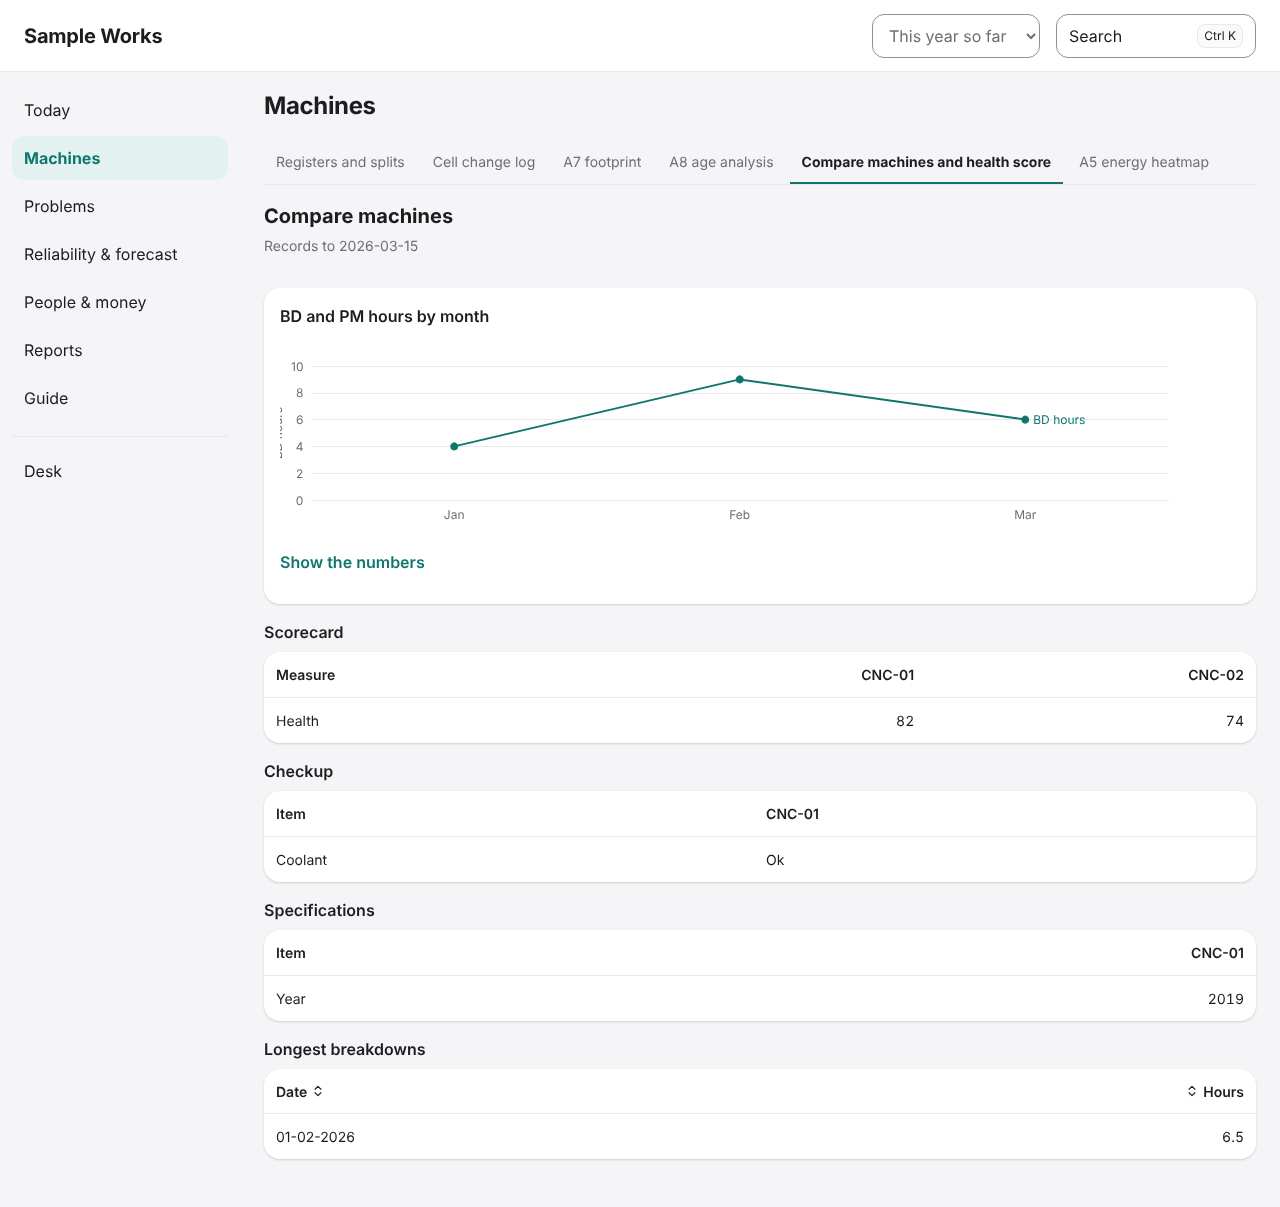 Sample Works
This year so far
Search
Ctrl K
Today
Machines
Problems
Reliability & forecast
People & money
Reports
Guide
Desk
Machines
Registers and splits
Cell change log
A7 footprint
A8 age analysis
Compare machines and health score
A5 energy heatmap
Compare machines
Records to 2026-03-15
BD and PM hours by month
10
8
6
4
2
0
BD hours
Jan
Feb
Mar
Show the numbers
Scorecard
Measure CNC-01 CNC-02
Health 82 74
Checkup
Item CNC-01
Coolant Ok
Specifications
Item CNC-01
Year 2019
Longest breakdowns
Date Hours
01-02-2026 6.5